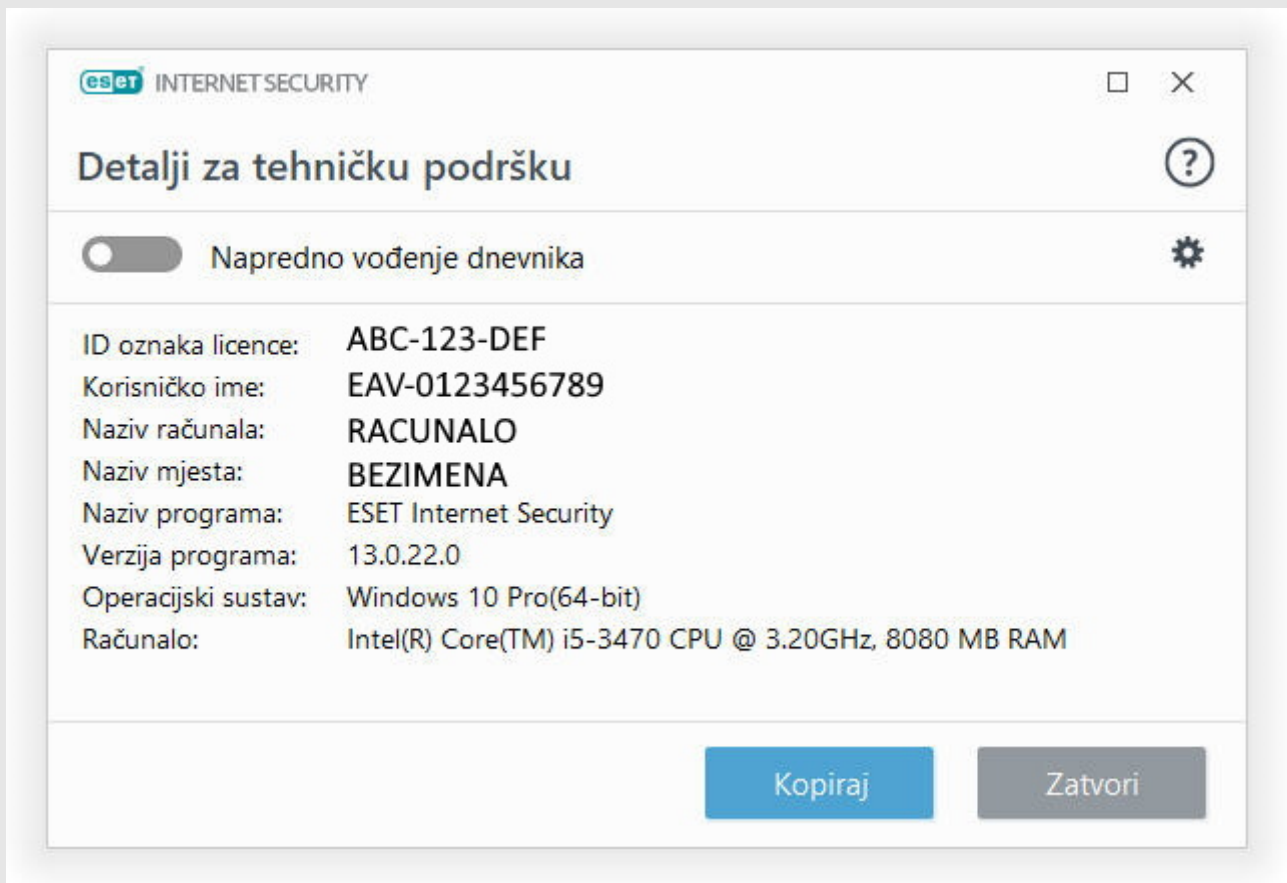 eset INTERNET SECURITY
Detalji za tehničku podršku
?
Napredno vođenje dnevnika
ID oznaka licence: ABC-123-DEF
Korisničko ime: EAV-0123456789
Naziv računala: RACUNALO
Naziv mjesta: BEZIMENA
Naziv programa: ESET Internet Security
Verzija programa: 13.0.22.0
Operacijski sustav: Windows 10 Pro(64-bit)
Računalo: Intel(R) Core(TM) i5-3470 CPU @ 3.20GHz, 8080 MB RAM
Kopiraj Zatvori